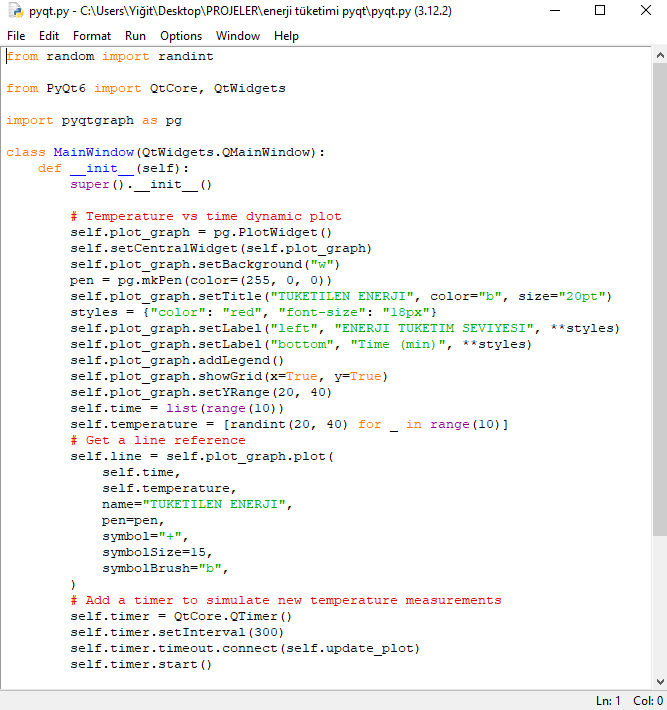 pyqt.py - C:\Users\Yiğit\Desktop\PROJELER\enerji tüketimi pyqt\pyqt.py (3.12.2)
File Edit Format Run Options Window Help
from random import randint

from PyQt6 import QtCore, QtWidgets

import pyqtgraph as pg

class MainWindow(QtWidgets.QMainWindow):
    def __init__(self):
        super().__init__()

        # Temperature vs time dynamic plot
        self.plot_graph = pg.PlotWidget()
        self.setCentralWidget(self.plot_graph)
        self.plot_graph.setBackground("w")
        pen = pg.mkPen(color=(255, 0, 0))
        self.plot_graph.setTitle("TUKETILEN ENERJI", color="b", size="20pt")
        styles = {"color": "red", "font-size": "18px"}
        self.plot_graph.setLabel("left", "ENERJI TUKETIM SEVIYESI", **styles)
        self.plot_graph.setLabel("bottom", "Time (min)", **styles)
        self.plot_graph.addLegend()
        self.plot_graph.showGrid(x=True, y=True)
        self.plot_graph.setYRange(20, 40)
        self.time = list(range(10))
        self.temperature = [randint(20, 40) for _ in range(10)]
        # Get a line reference
        self.line = self.plot_graph.plot(
            self.time,
            self.temperature,
            name="TUKETILEN ENERJI",
            pen=pen,
            symbol="+",
            symbolSize=15,
            symbolBrush="b",
        )
        # Add a timer to simulate new temperature measurements
        self.timer = QtCore.QTimer()
        self.timer.setInterval(300)
        self.timer.timeout.connect(self.update_plot)
        self.timer.start()
Ln: 1 Col: 0